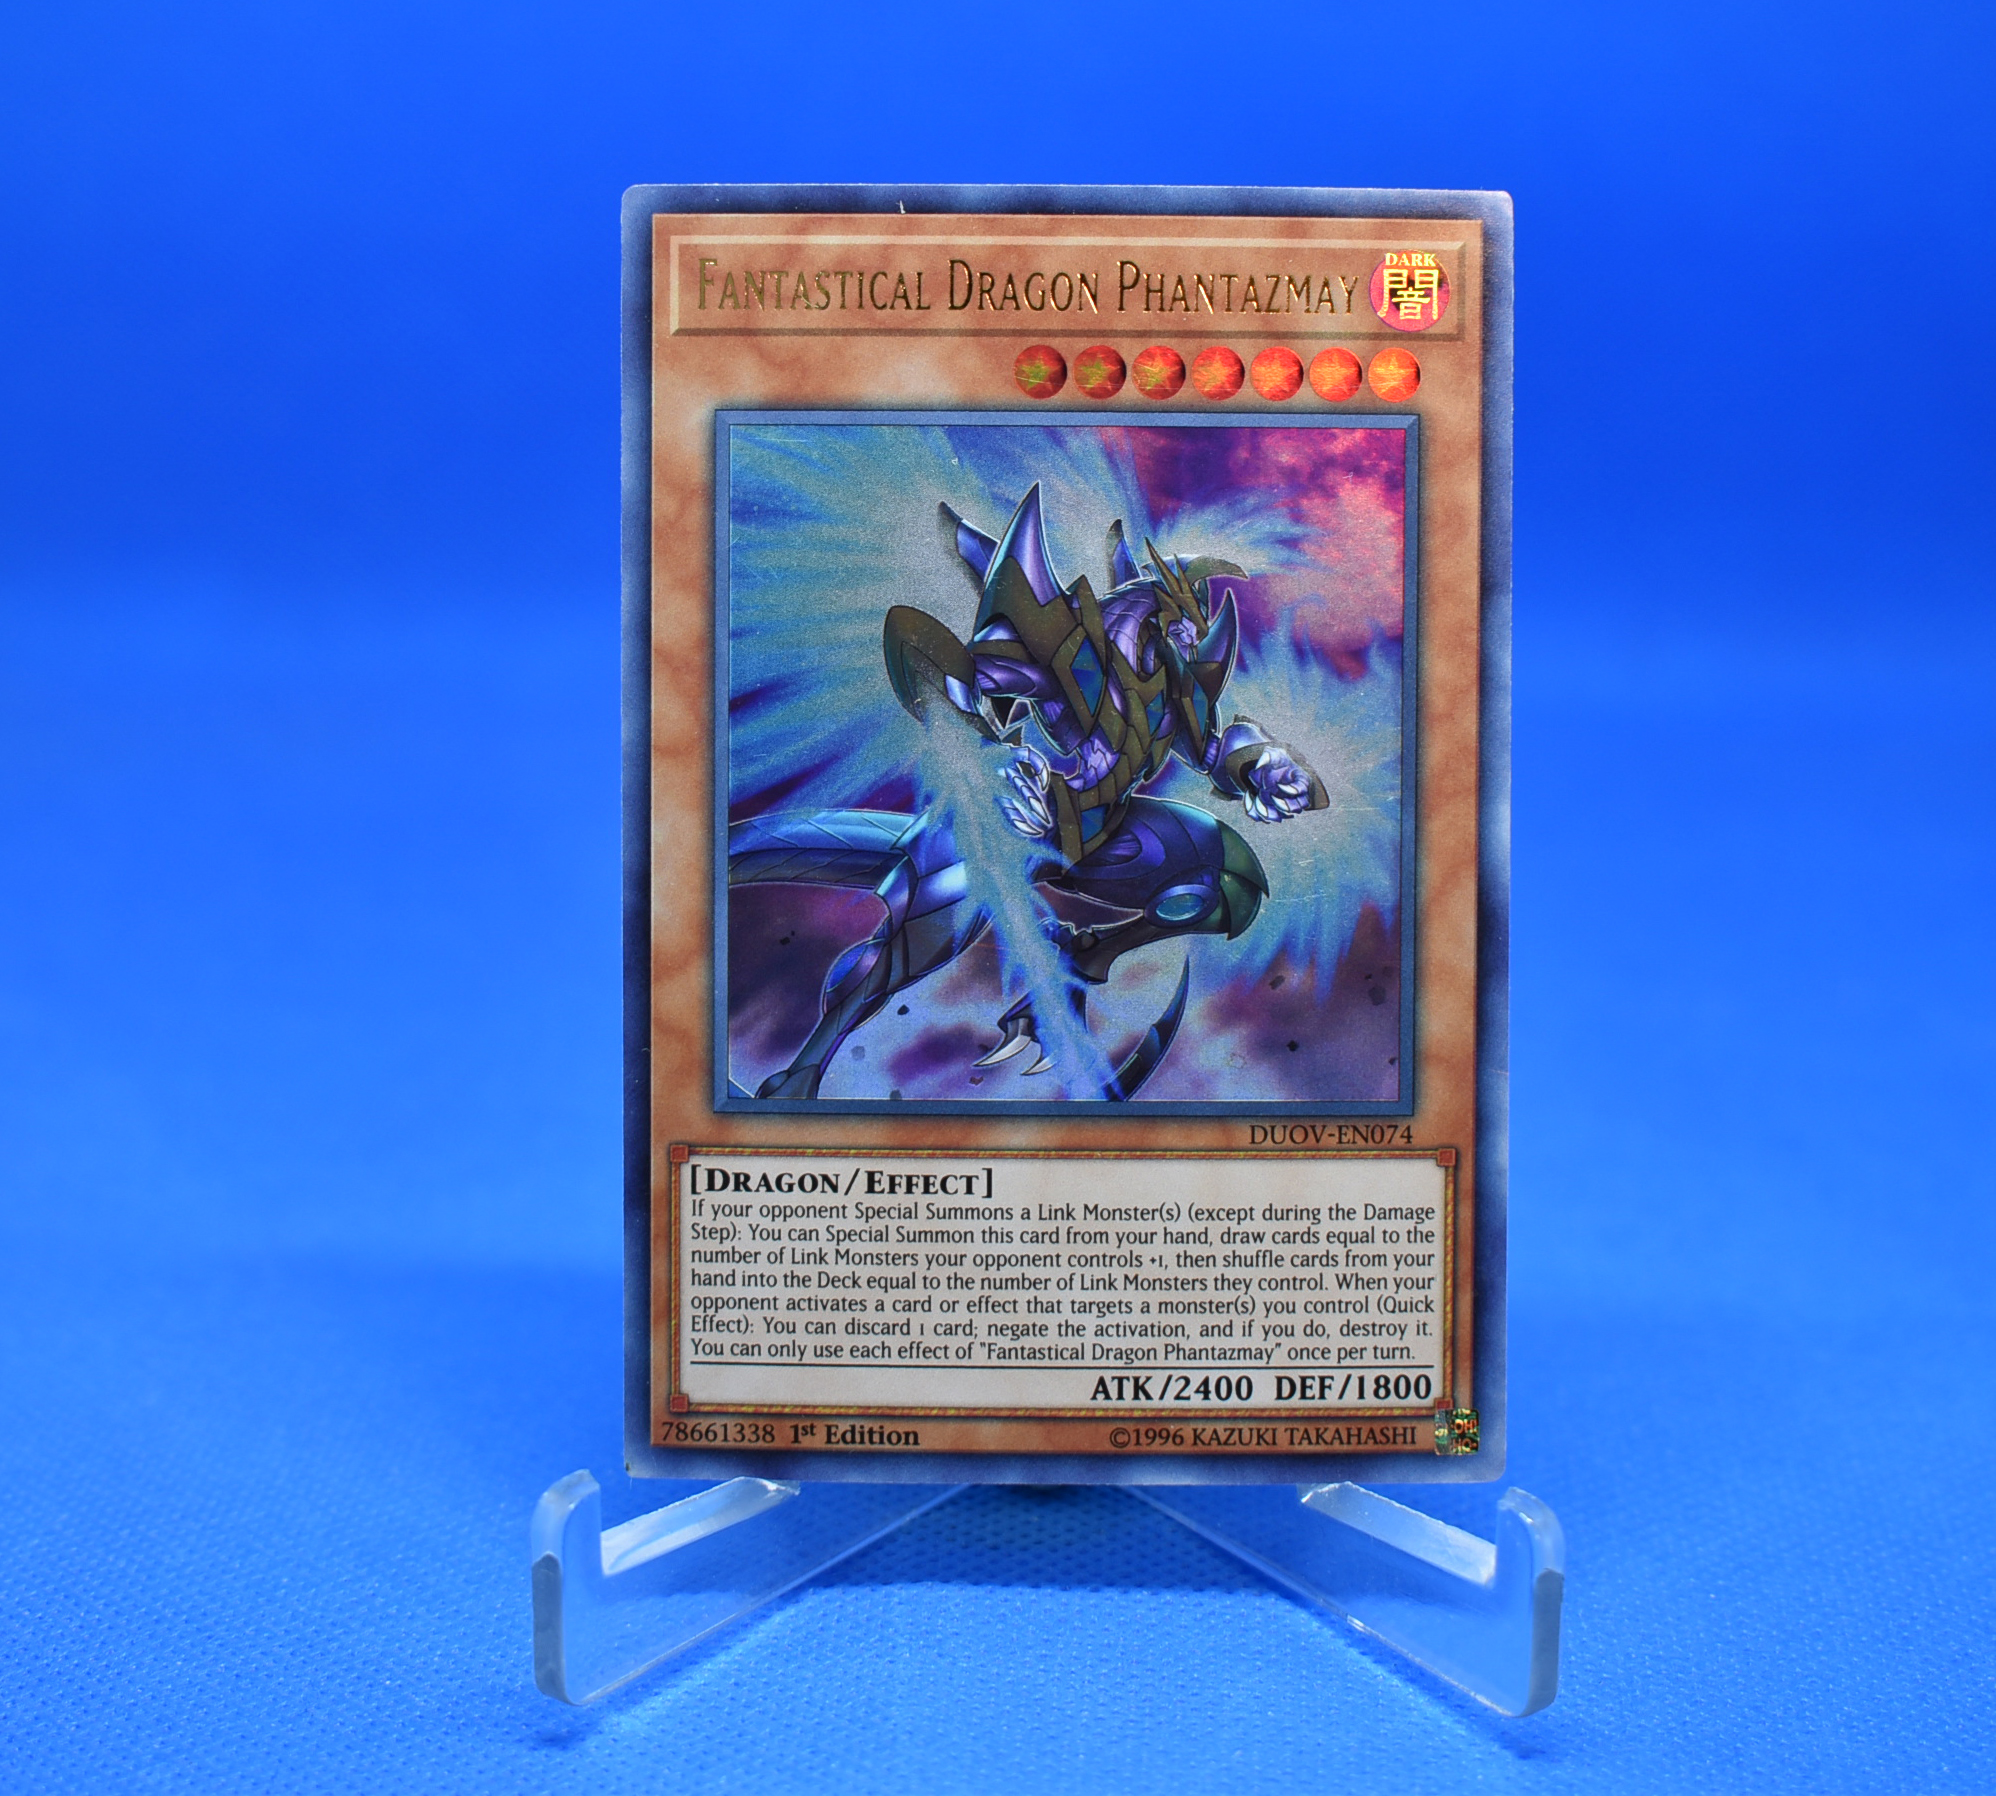 FANTASTICAL DRAGON PHANTAZMAY
DARK
闇
DUOV-EN074
[DRAGON/EFFECT]
If your opponent Special Summons a Link Monster(s) (except during the Damage
Step): You can Special Summon this card from your hand, draw cards equal to the
number of Link Monsters your opponent controls +1, then shuffle cards from your
hand into the Deck equal to the number of Link Monsters they control. When your
opponent activates a card or effect that targets a monster(s) you control (Quick
Effect): You can discard 1 card; negate the activation, and if you do, destroy it.
You can only use each effect of "Fantastical Dragon Phantazmay" once per turn.
ATK/2400 DEF/1800
78661338 1st Edition
©1996 KAZUKI TAKAHASHI